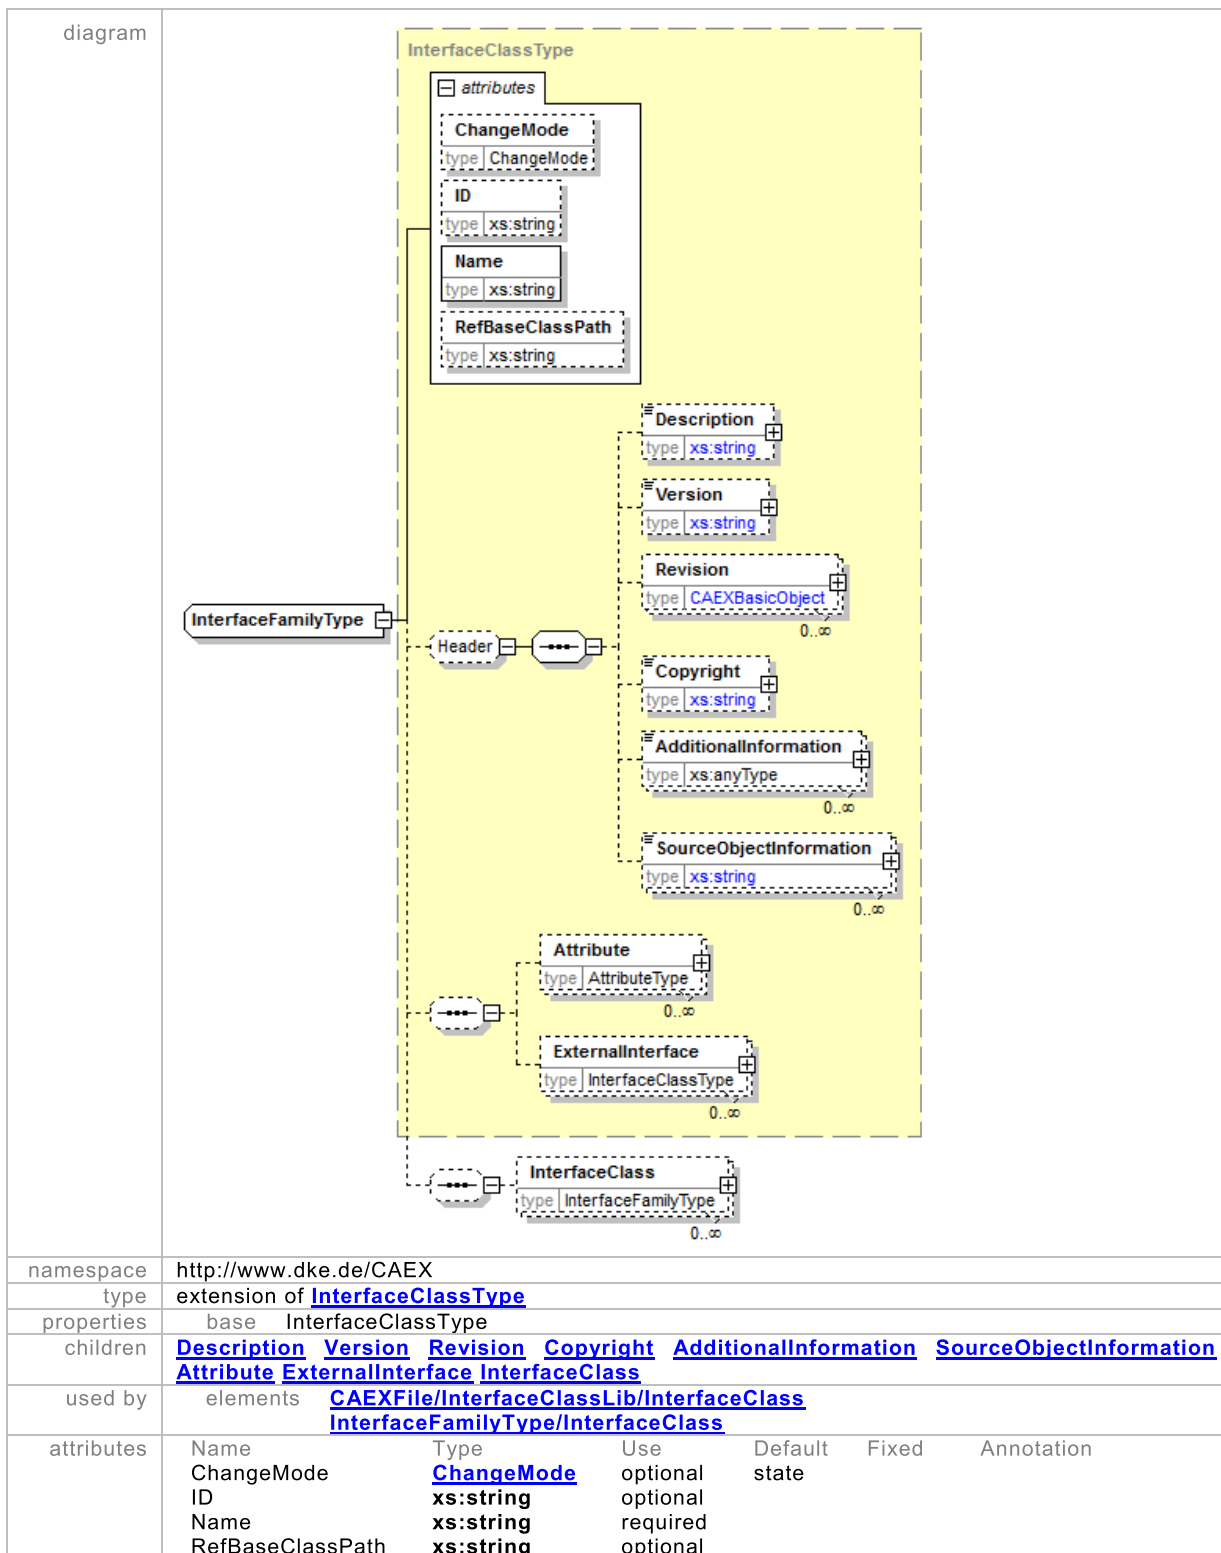 diagram
InterfaceClassType
attributes
ChangeMode
type ChangeMode
ID
type xs:string
Name
type xs:string
RefBaseClassPath
type xs:string
Description
type xs:string
Version
type xs:string
Revision
type CAEXBasicObject
0..∞
InterfaceFamilyType
Header
Copyright
type xs:string
AdditionalInformation
type xs:anyType
0..∞
SourceObjectInformation
type xs:string
0..∞
Attribute
type AttributeType
0..∞
ExternalInterface
type InterfaceClassType
0..∞
InterfaceClass
type InterfaceFamilyType
0..∞
namespace http://www.dke.de/CAEX
type extension of InterfaceClassType
properties base InterfaceClassType
children Description Version Revision Copyright AdditionalInformation SourceObjectInformation
Attribute ExternalInterface InterfaceClass
used by elements CAEXFile/InterfaceClassLib/InterfaceClass
InterfaceFamilyType/InterfaceClass
attributes Name Type Use Default Fixed Annotation
ChangeMode ChangeMode optional state
ID xs:string optional
Name xs:string required
RefBaseClassPath xs:string optional